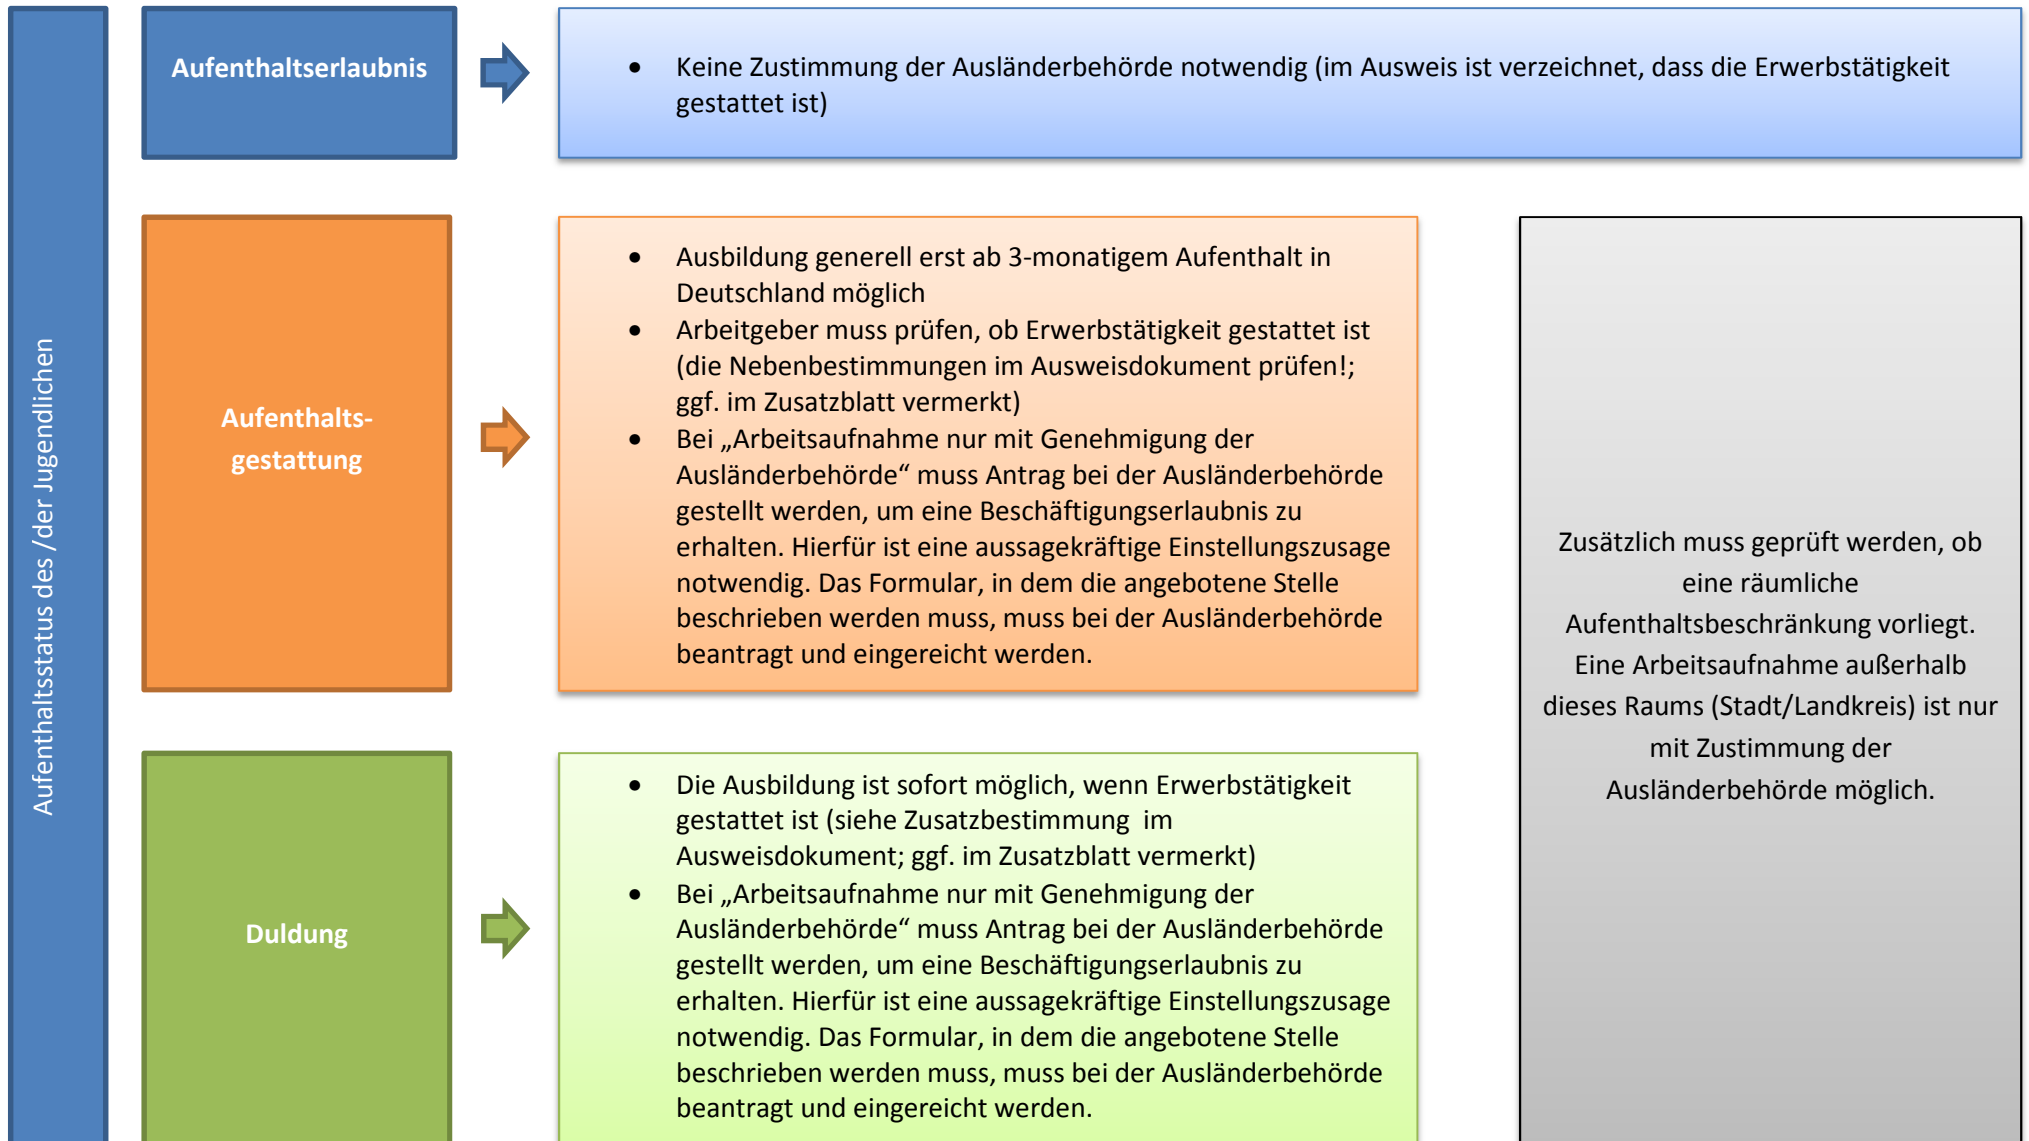 Aufenthaltsstatus des /der Jugendlichen
Aufenthaltserlaubnis
• Keine Zustimmung der Ausländerbehörde notwendig (im Ausweis ist verzeichnet, dass die Erwerbstätigkeit
gestattet ist)
Aufenthalts-
gestattung
• Ausbildung generell erst ab 3-monatigem Aufenthalt in
Deutschland möglich
• Arbeitgeber muss prüfen, ob Erwerbstätigkeit gestattet ist
(die Nebenbestimmungen im Ausweisdokument prüfen!;
ggf. im Zusatzblatt vermerkt)
• Bei „Arbeitsaufnahme nur mit Genehmigung der
Ausländerbehörde“ muss Antrag bei der Ausländerbehörde
gestellt werden, um eine Beschäftigungserlaubnis zu
erhalten. Hierfür ist eine aussagekräftige Einstellungszusage
notwendig. Das Formular, in dem die angebotene Stelle
beschrieben werden muss, muss bei der Ausländerbehörde
beantragt und eingereicht werden.
Duldung
• Die Ausbildung ist sofort möglich, wenn Erwerbstätigkeit
gestattet ist (siehe Zusatzbestimmung  im
Ausweisdokument; ggf. im Zusatzblatt vermerkt)
• Bei „Arbeitsaufnahme nur mit Genehmigung der
Ausländerbehörde“ muss Antrag bei der Ausländerbehörde
gestellt werden, um eine Beschäftigungserlaubnis zu
erhalten. Hierfür ist eine aussagekräftige Einstellungszusage
notwendig. Das Formular, in dem die angebotene Stelle
beschrieben werden muss, muss bei der Ausländerbehörde
beantragt und eingereicht werden.
Zusätzlich muss geprüft werden, ob
eine räumliche
Aufenthaltsbeschränkung vorliegt.
Eine Arbeitsaufnahme außerhalb
dieses Raums (Stadt/Landkreis) ist nur
mit Zustimmung der
Ausländerbehörde möglich.